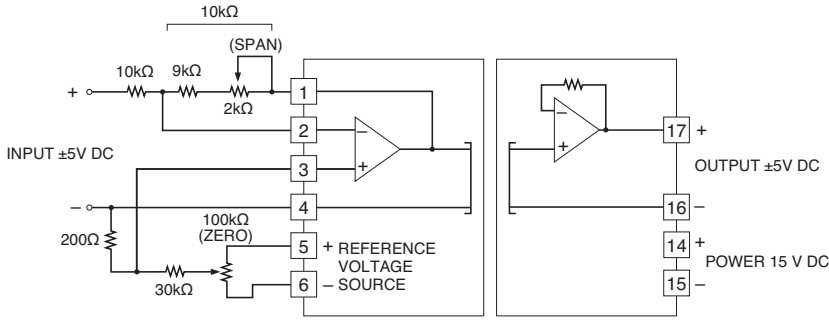 10kΩ
(SPAN)
10kΩ
9kΩ
2kΩ
+
1
2
−
3
+
INPUT ±5V DC
−
4
200Ω
100kΩ
(ZERO)
30kΩ
5
+ REFERENCE
VOLTAGE
6
− SOURCE
−
+
17 +
OUTPUT ±5V DC
16 −
14 +
POWER 15 V DC
15 −